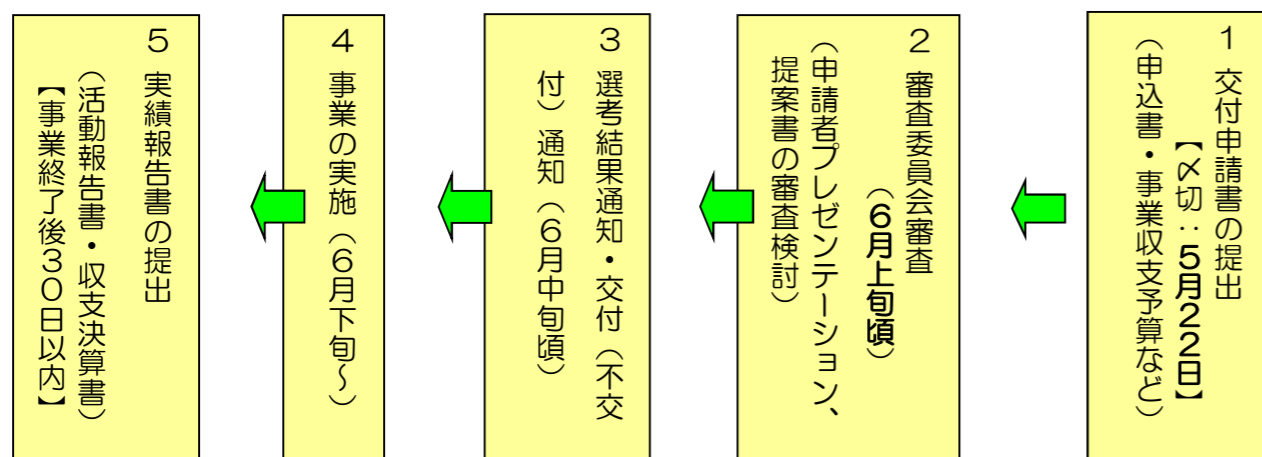 1 交付申請書の提出
【〆切：5月22日】
（申込書・事業収支予算など）
2 審査委員会審査
（6月上旬頃）
（申請者プレゼンテーション、
提案書の審査検討）
3 選考結果通知・交付（不交
付）通知（6月中旬頃）
4 事業の実施（6月下旬～）
5 実績報告書の提出
（活動報告書・収支決算書）
【事業終了後30日以内】